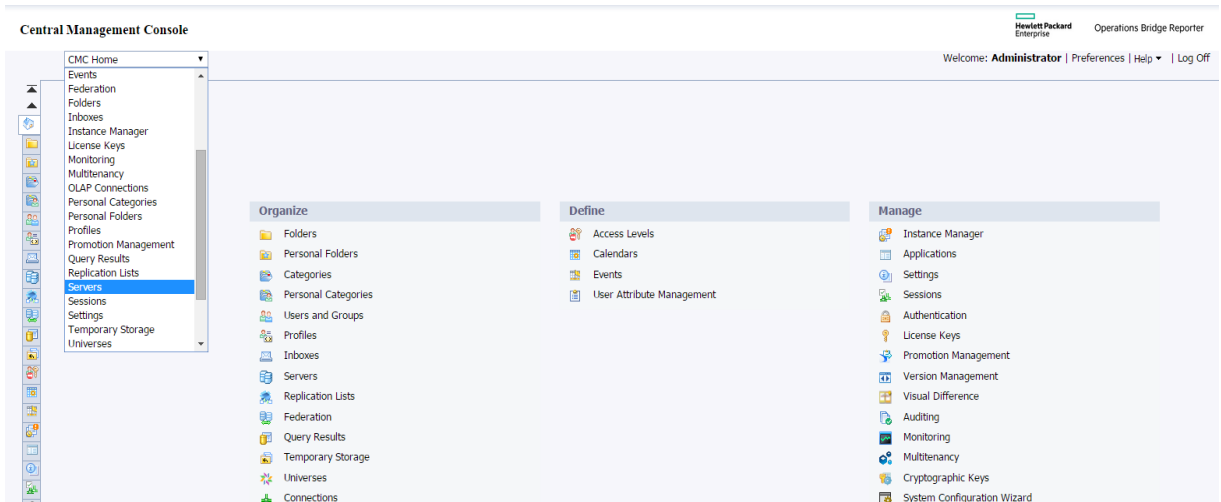 Central Management Console
Hewlett Packard
Enterprise
Operations Bridge Reporter
Welcome: Administrator | Preferences | Help | Log Off
CMC Home
Events
Federation
Folders
Inboxes
Instance Manager
License Keys
Monitoring
Multitenancy
OLAP Connections
Personal Categories
Personal Folders
Profiles
Promotion Management
Query Results
Replication Lists
Servers
Sessions
Settings
Temporary Storage
Universes
Organize
Folders
Personal Folders
Categories
Personal Categories
Users and Groups
Profiles
Inboxes
Servers
Replication Lists
Federation
Query Results
Temporary Storage
Universes
Connections
Define
Access Levels
Calendars
Events
User Attribute Management
Manage
Instance Manager
Applications
Settings
Sessions
Authentication
License Keys
Promotion Management
Version Management
Visual Difference
Auditing
Monitoring
Multitenancy
Cryptographic Keys
System Configuration Wizard